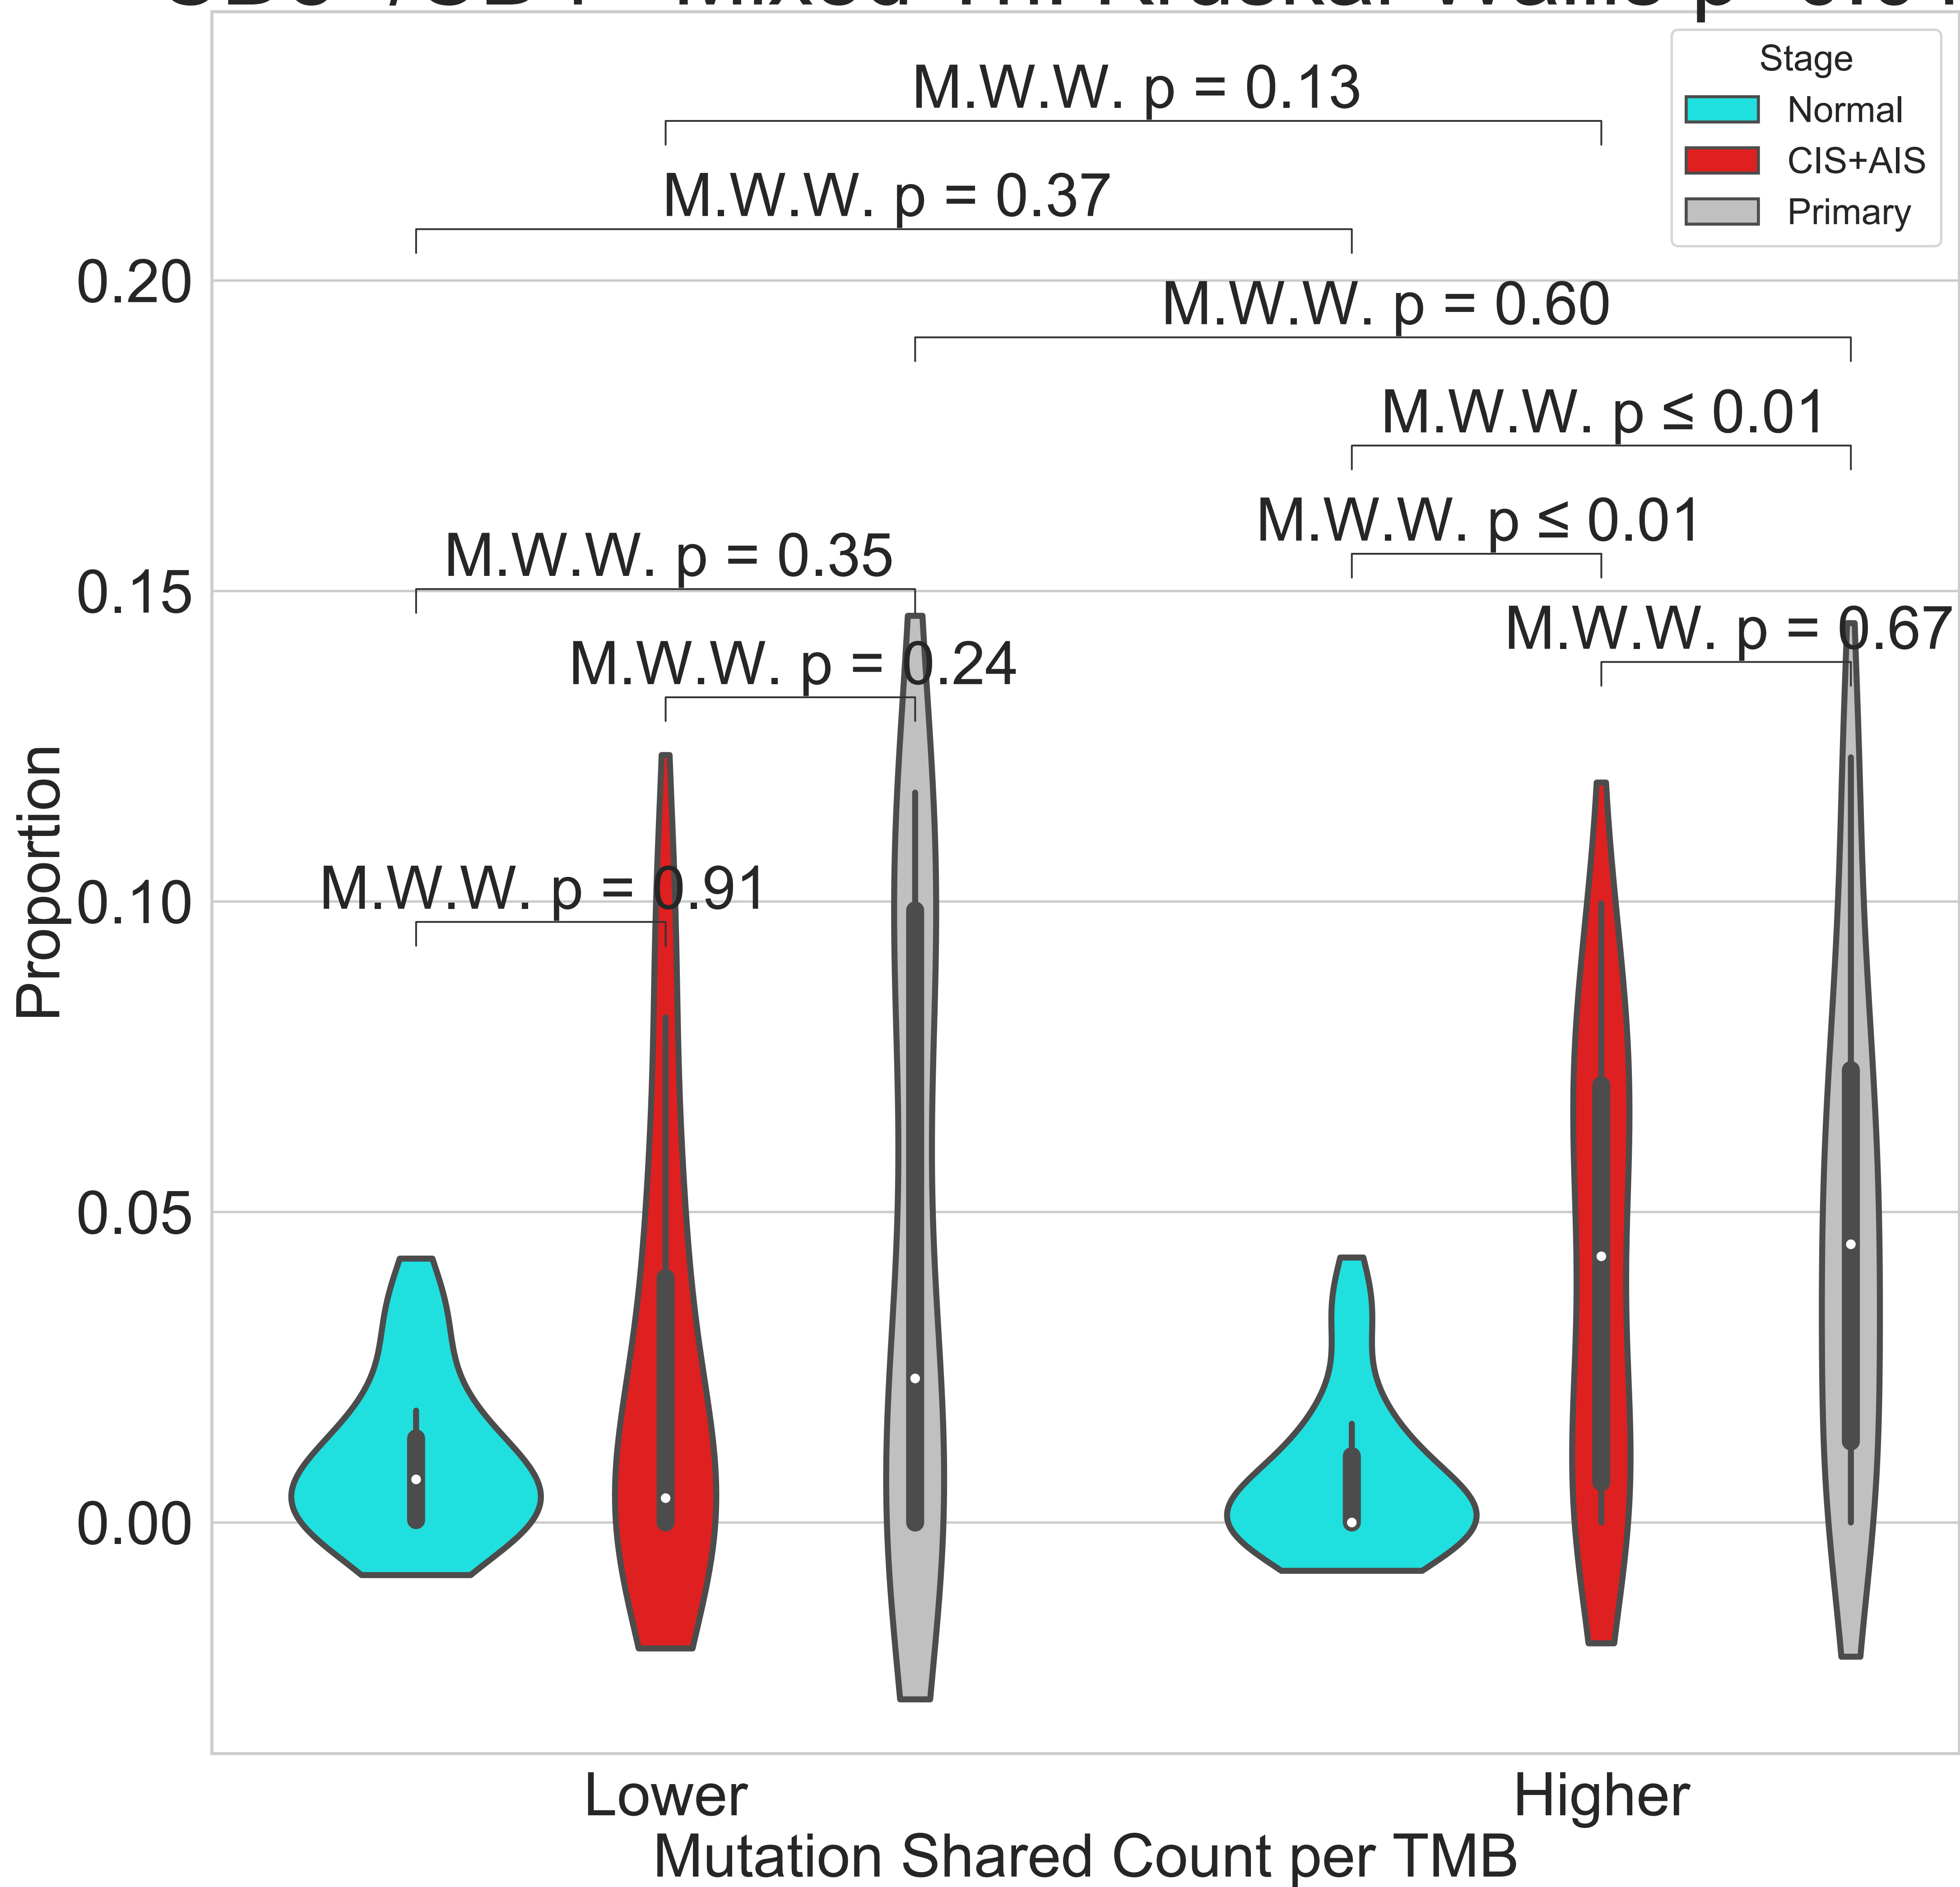 Stage
Normal
CIS+AIS
Primary
M.W.W. p = 0.13
M.W.W. p = 0.37
M.W.W. p = 0.60
M.W.W. p ≤ 0.01
M.W.W. p ≤ 0.01
M.W.W. p = 0.35
M.W.W. p = 0.67
M.W.W. p = 0.24
M.W.W. p = 0.91
0.20
0.15
0.10
0.05
0.00
Proportion
Lower
Higher
Mutation Shared Count per TMB